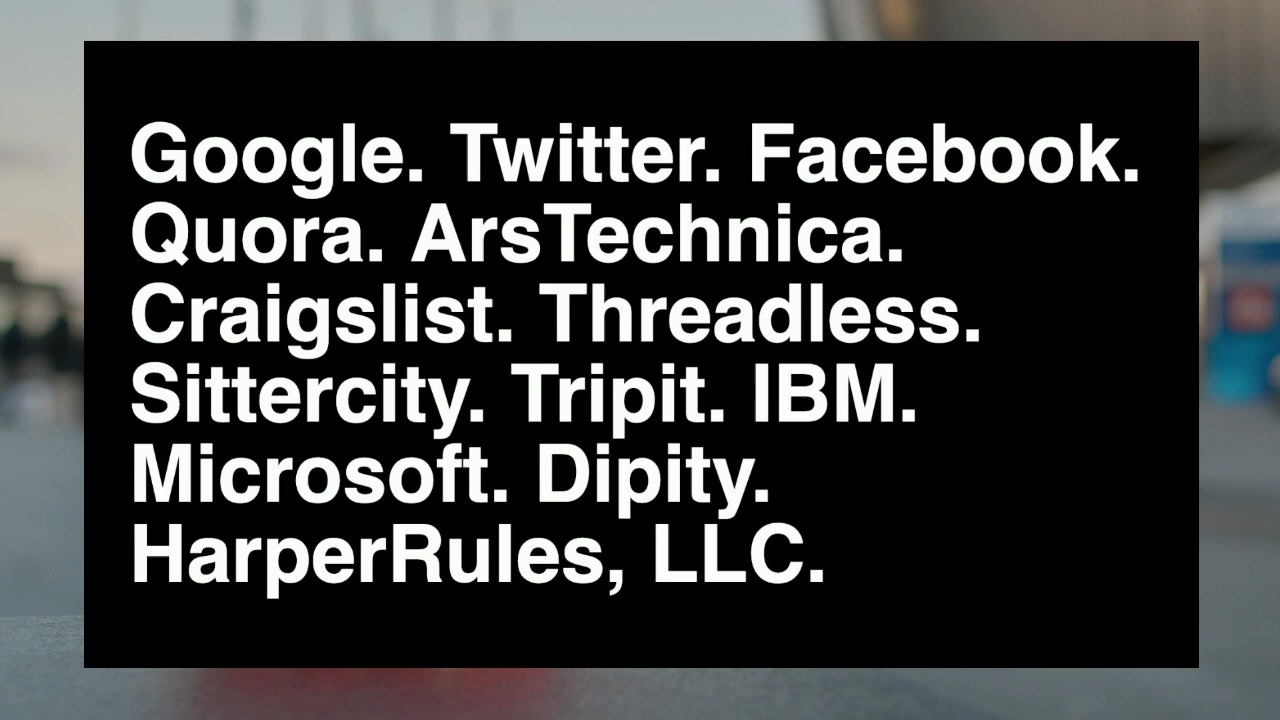 Google. Twitter. Facebook.
Quora. ArsTechnica.
Craigslist. Threadless.
Sittercity. Tripit. IBM.
Microsoft. Dipity.
HarperRules, LLC.